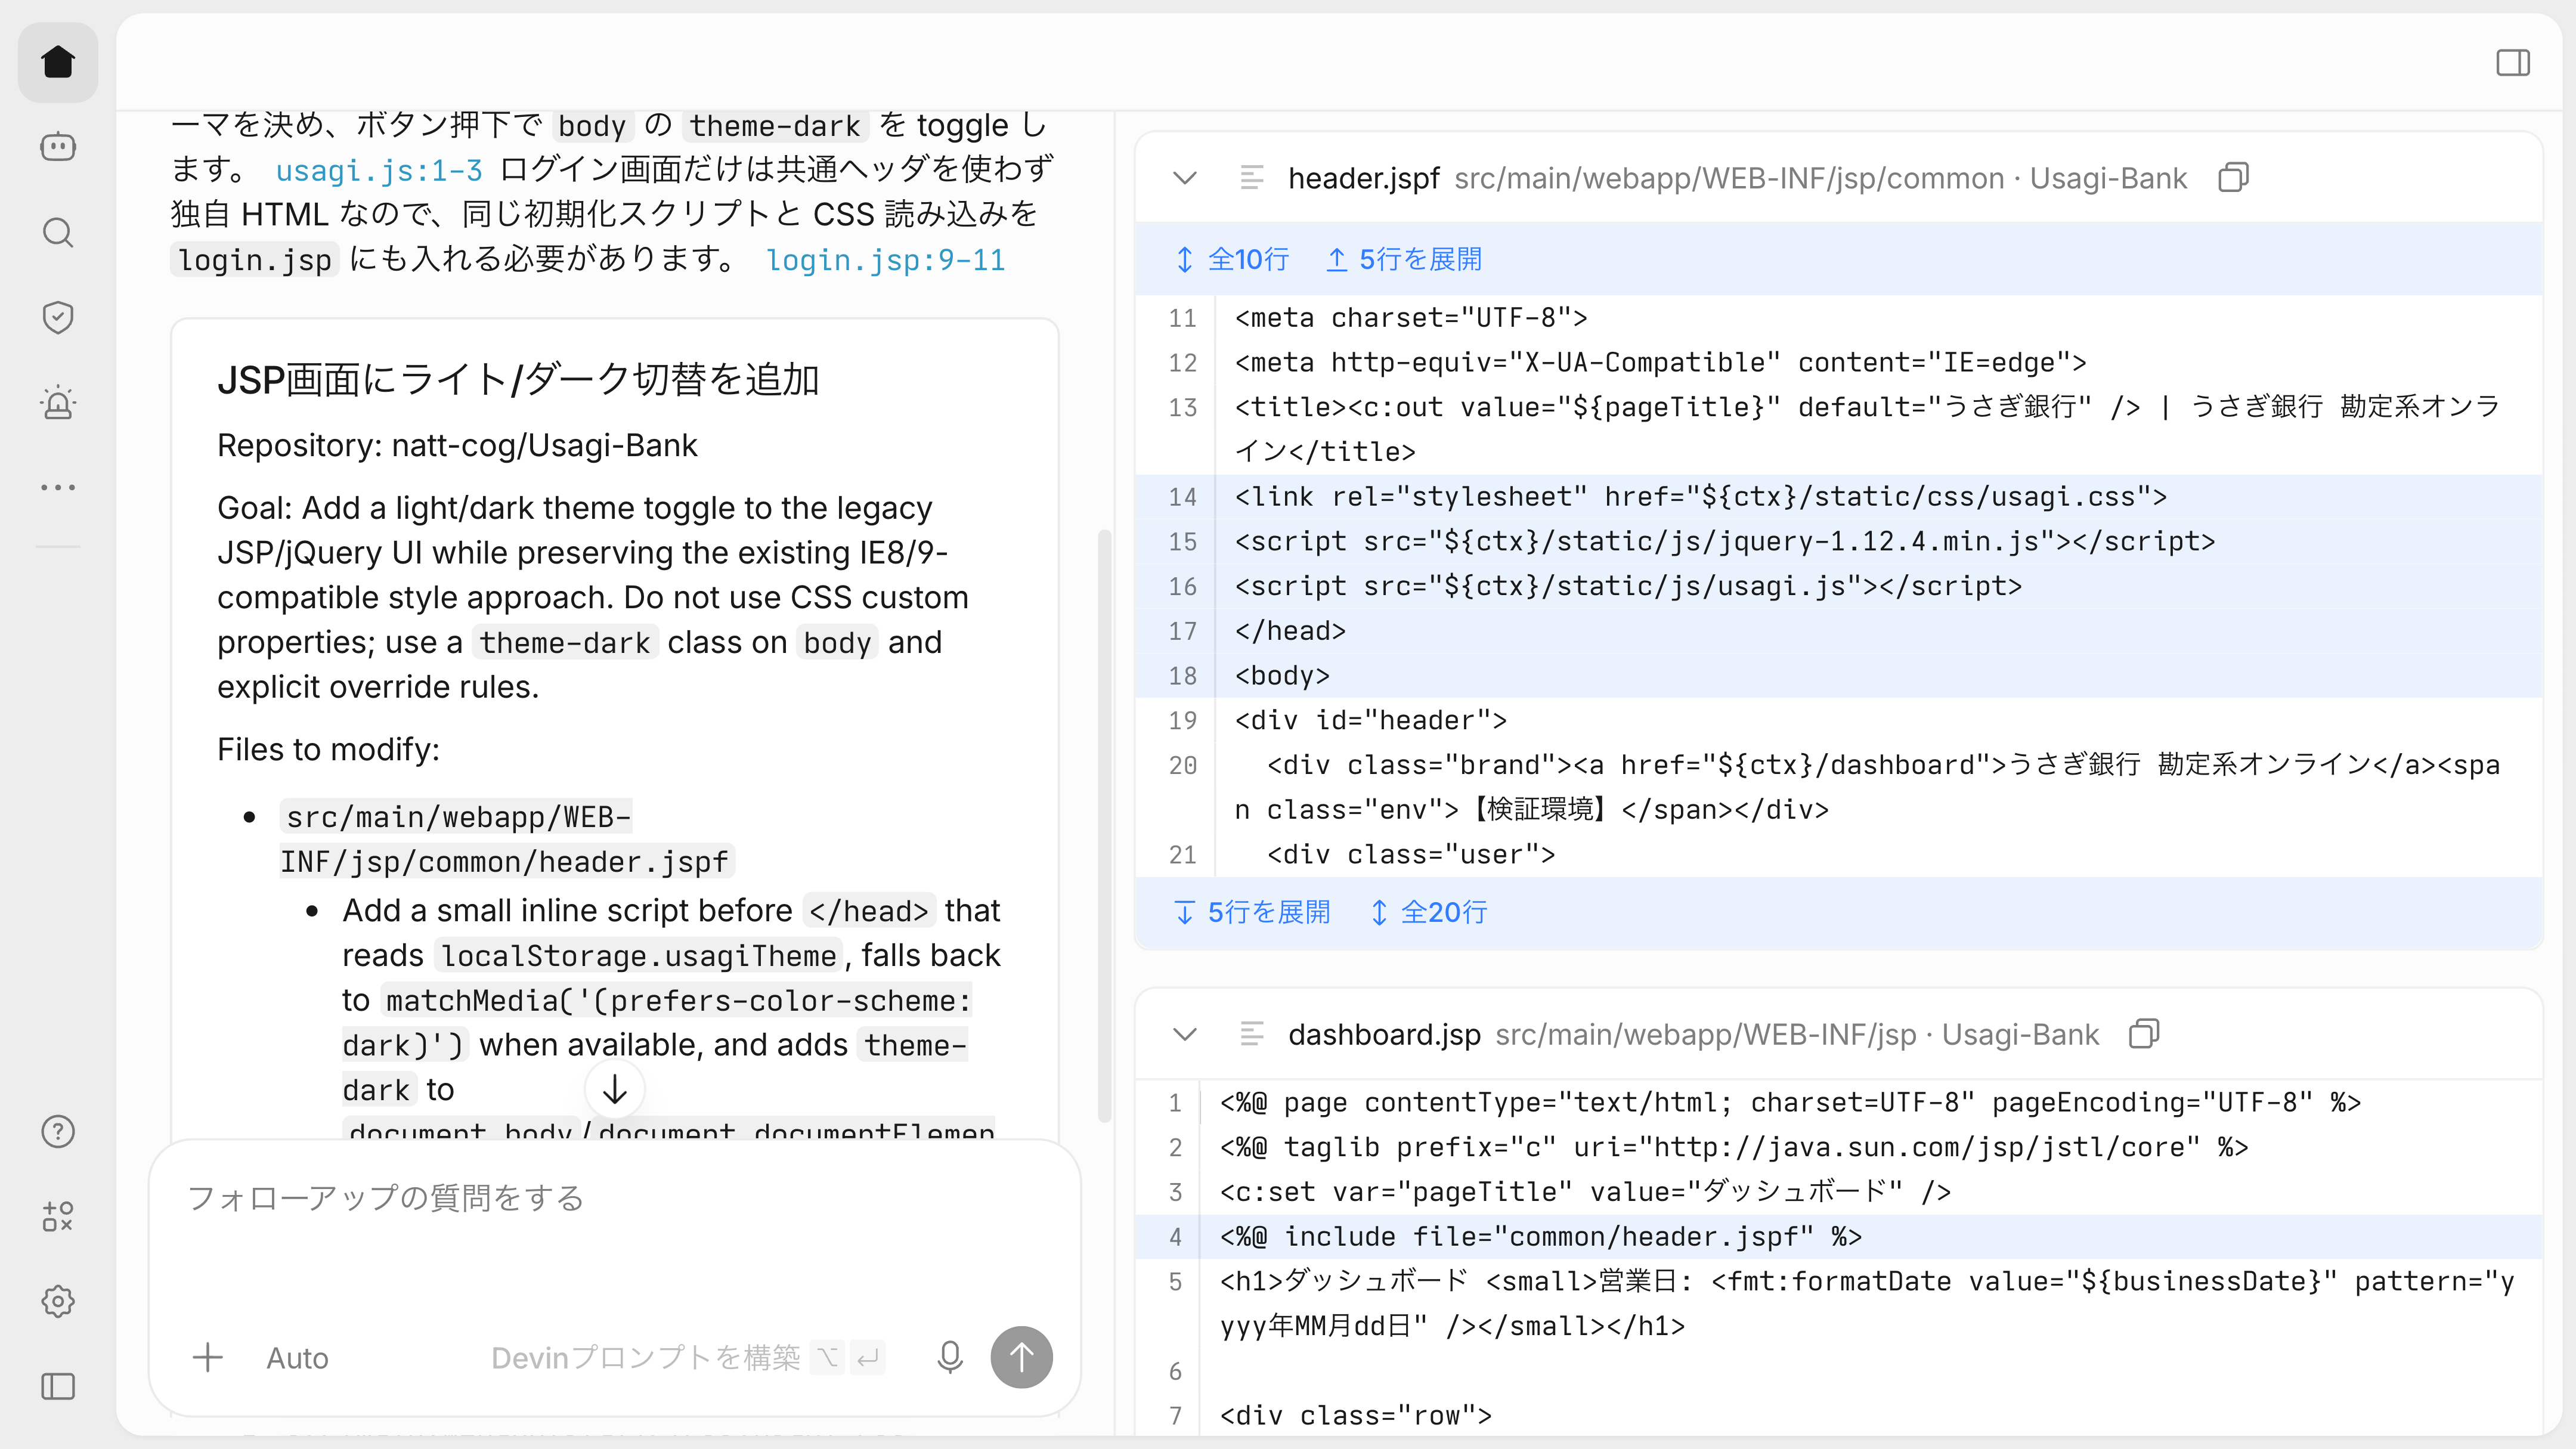 ーマを決め、ボタン押下で body の theme-dark を toggle し
ます。 usagi.js:1-3 ログイン画面だけは共通ヘッダを使わず
独自 HTML なので、同じ初期化スクリプトと CSS 読み込みを
login.jsp にも入れる必要があります。 login.jsp:9-11
JSP画面にライト/ダーク切替を追加
Repository: natt-cog/Usagi-Bank
Goal: Add a light/dark theme toggle to the legacy
JSP/jQuery UI while preserving the existing IE8/9-
compatible style approach. Do not use CSS custom
properties; use a theme-dark class on body and
explicit override rules.
Files to modify:
src/main/webapp/WEB-
INF/jsp/common/header.jspf
Add a small inline script before </head> that
reads localStorage.usagiTheme, falls back
to matchMedia('(prefers-color-scheme:
dark)') when available, and adds theme-
dark to
document.body/document.documentElemen
フォローアップの質問をする
Auto
Devinプロンプトを構築 ⌥ ↵
header.jspf src/main/webapp/WEB-INF/jsp/common · Usagi-Bank
全10行 5行を展開
11 <meta charset="UTF-8">
12 <meta http-equiv="X-UA-Compatible" content="IE=edge">
13 <title><c:out value="${pageTitle}" default="うさぎ銀行" /> | うさぎ銀行 勘定系オンラ
イン</title>
14 <link rel="stylesheet" href="${ctx}/static/css/usagi.css">
15 <script src="${ctx}/static/js/jquery-1.12.4.min.js"></script>
16 <script src="${ctx}/static/js/usagi.js"></script>
17 </head>
18 <body>
19 <div id="header">
20 <div class="brand"><a href="${ctx}/dashboard">うさぎ銀行 勘定系オンライン</a><spa
n class="env">【検証環境】</span></div>
21 <div class="user">
5行を展開 全20行
dashboard.jsp src/main/webapp/WEB-INF/jsp · Usagi-Bank
1 <%@ page contentType="text/html; charset=UTF-8" pageEncoding="UTF-8" %>
2 <%@ taglib prefix="c" uri="http://java.sun.com/jsp/jstl/core" %>
3 <c:set var="pageTitle" value="ダッシュボード" />
4 <%@ include file="common/header.jspf" %>
5 <h1>ダッシュボード <small>営業日: <fmt:formatDate value="${businessDate}" pattern="y
yyy年MM月dd日" /></small></h1>
6
7 <div class="row">